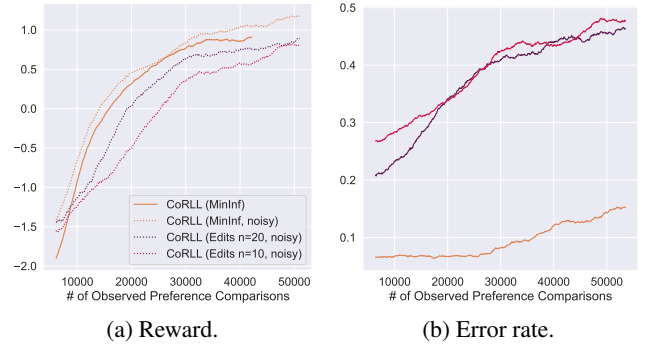 1.0
0.5
0.0
−0.5
−1.0
−1.5
−2.0
CoRLL (MinInf)
CoRLL (MinInf, noisy)
CoRLL (Edits n=20, noisy)
CoRLL (Edits n=10, noisy)
10000 20000 30000 40000 50000
# of Observed Preference Comparisons
(a) Reward.
0.5
0.4
0.3
0.2
0.1
10000 20000 30000 40000 50000
# of Observed Preference Comparisons
(b) Error rate.